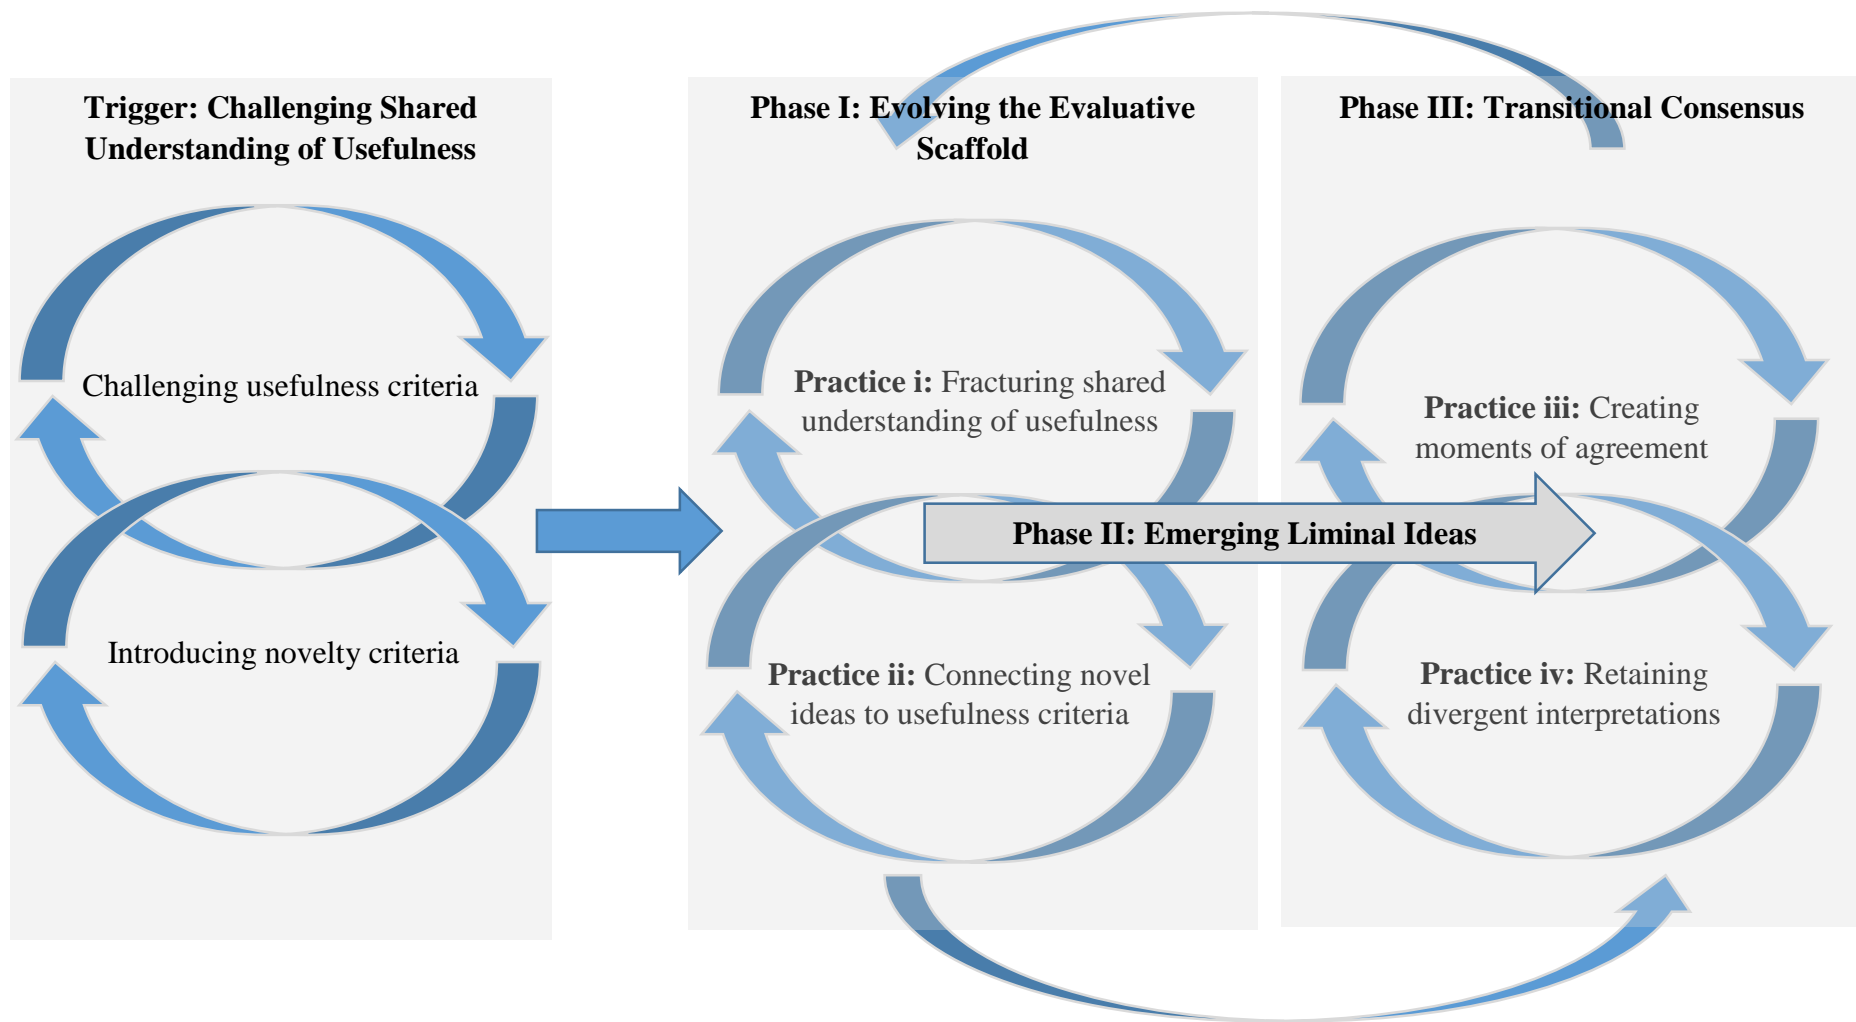 Trigger: Challenging Shared
Understanding of Usefulness
Challenging usefulness criteria
Introducing novelty criteria
Phase I: Evolving the Evaluative
Scaffold
Practice i: Fracturing shared
understanding of usefulness
Phase II: Emerging Liminal Ideas
Practice ii: Connecting novel
ideas to usefulness criteria
Phase III: Transitional Consensus
Practice iii: Creating
moments of agreement
Practice iv: Retaining
divergent interpretations